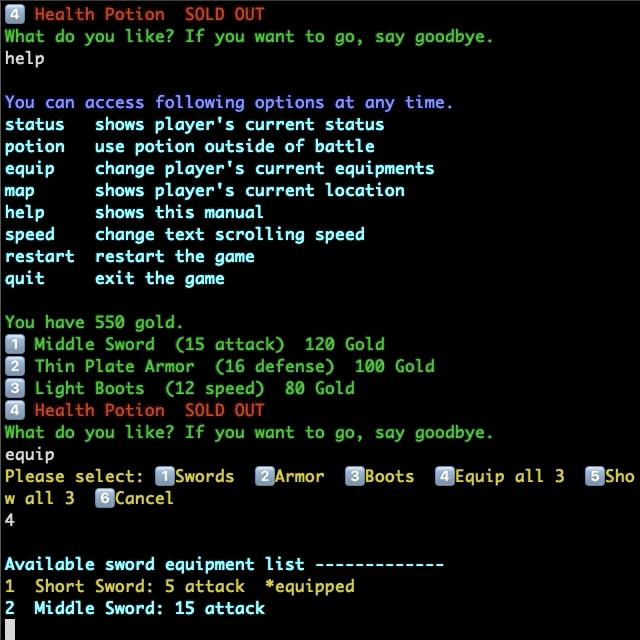 4 Health Potion  SOLD OUT
What do you like? If you want to go, say goodbye.
help
You can access following options at any time.
status   shows player's current status
potion   use potion outside of battle
equip    change player's current equipments
map      shows player's current location
help     shows this manual
speed    change text scrolling speed
restart  restart the game
quit     exit the game
You have 550 gold.
1 Middle Sword  (15 attack)  120 Gold
2 Thin Plate Armor  (16 defense)  100 Gold
3 Light Boots  (12 speed)  80 Gold
4 Health Potion  SOLD OUT
What do you like? If you want to go, say goodbye.
equip
Please select: 1Swords  2Armor  3Boots  4Equip all 3  5Sho
w all 3  6Cancel
4
Available sword equipment list -------------
1  Short Sword: 5 attack  *equipped
2  Middle Sword: 15 attack